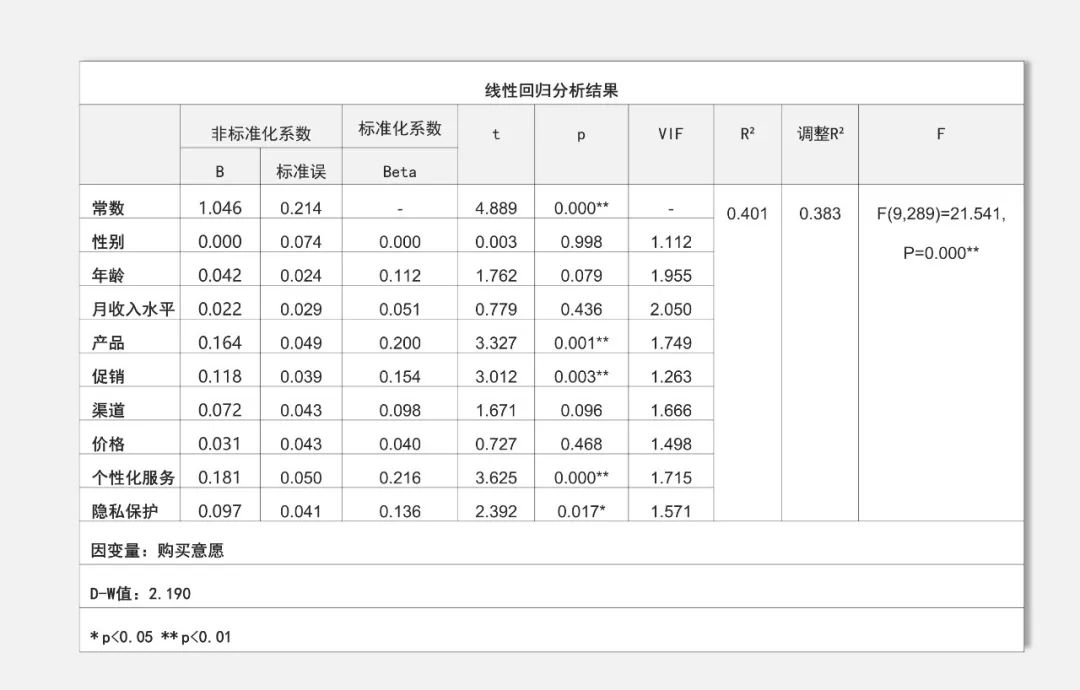 线性回归分析结果
非标准化系数 标准化系数 t p VIF R² 调整R² F
B 标准误 Beta
常数 1.046 0.214 - 4.889 0.000** - 0.401 0.383 F(9,289)=21.541,
P=0.000**
性别 0.000 0.074 0.000 0.003 0.998 1.112
年龄 0.042 0.024 0.112 1.762 0.079 1.955
月收入水平 0.022 0.029 0.051 0.779 0.436 2.050
产品 0.164 0.049 0.200 3.327 0.001** 1.749
促销 0.118 0.039 0.154 3.012 0.003** 1.263
渠道 0.072 0.043 0.098 1.671 0.096 1.666
价格 0.031 0.043 0.040 0.727 0.468 1.498
个性化服务 0.181 0.050 0.216 3.625 0.000** 1.715
隐私保护 0.097 0.041 0.136 2.392 0.017* 1.571
因变量：购买意愿
D-W值：2.190
*p<0.05 **p<0.01